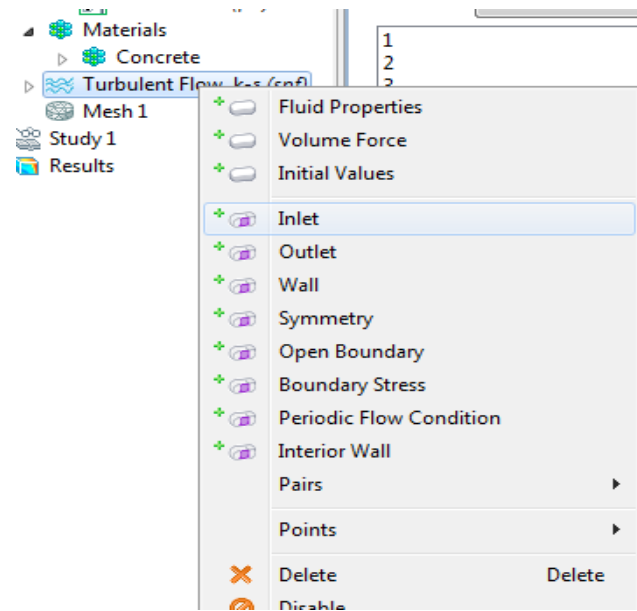 Materials
Concrete
Turbulent Flow, k-ε (spf)
Mesh 1
Study 1
Results
1
2
3
Fluid Properties
Volume Force
Initial Values
Inlet
Outlet
Wall
Symmetry
Open Boundary
Boundary Stress
Periodic Flow Condition
Interior Wall
Pairs
Points
Delete Delete
Disable